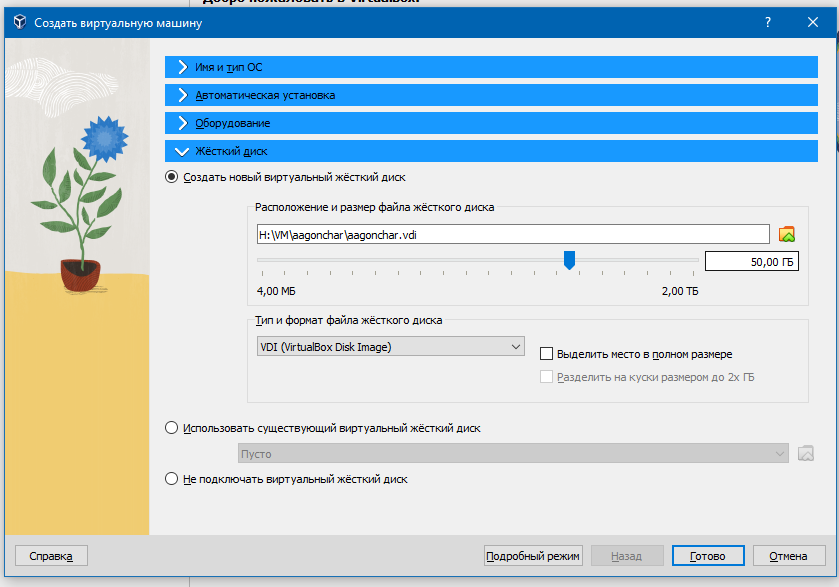 Добро пожаловать в VirtualBox!
Создать виртуальную машину
?
Имя и тип ОС
Автоматическая установка
Оборудование
Жёсткий диск
Создать новый виртуальный жёсткий диск
Расположение и размер файла жёсткого диска
H:\VM\aagonchar\aagonchar.vdi
50,00 ГБ
4,00 МБ 2,00 ТБ
Тип и формат файла жёсткого диска
VDI (VirtualBox Disk Image)
Выделить место в полном размере
Разделить на куски размером до 2х ГБ
Использовать существующий виртуальный жёсткий диск
Пусто
Не подключать виртуальный жёсткий диск
Справка Подробный режим Назад Готово Отмена